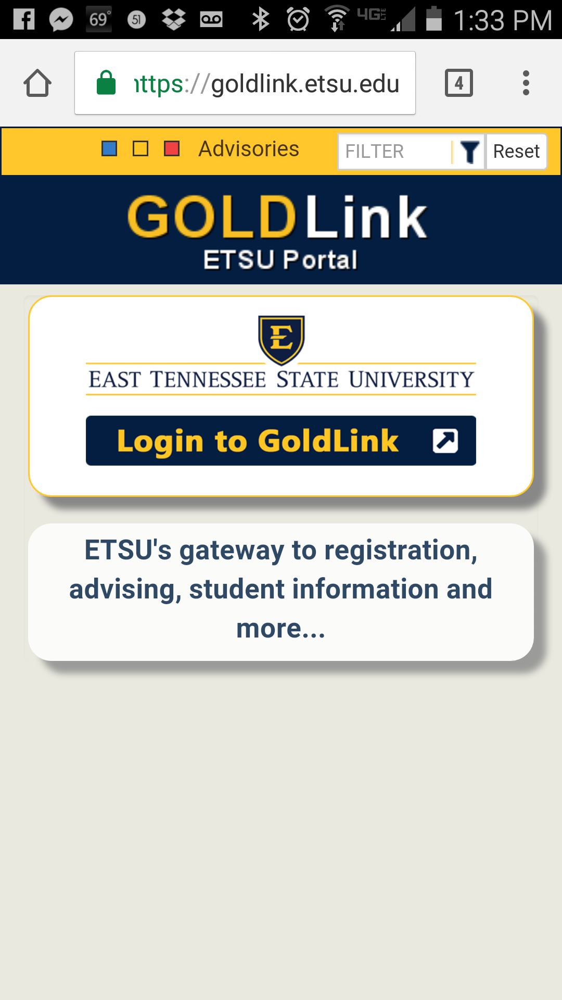 69° 51 4G LTE 1:33 PM
https://goldlink.etsu.edu 4
Advisories FILTER Reset
GOLDLink
ETSU Portal
E
EAST TENNESSEE STATE UNIVERSITY
Login to GoldLink
ETSU's gateway to registration,
advising, student information and
more...